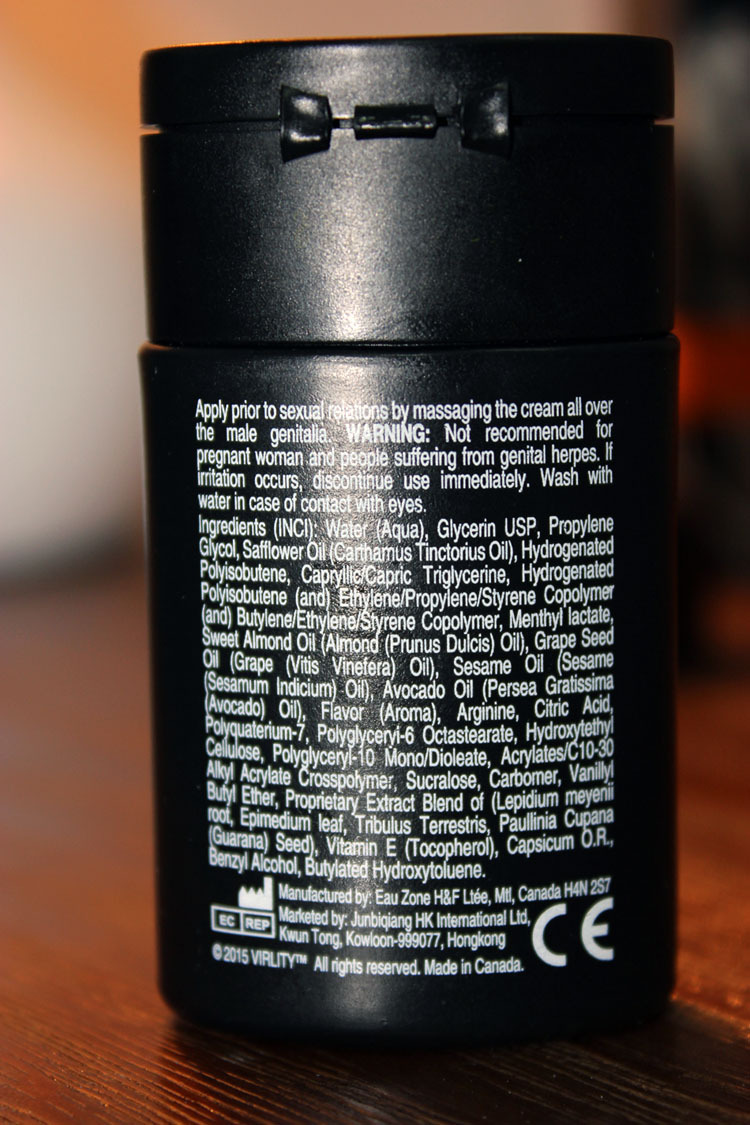 Apply prior to sexual relations by massaging the cream all over
the male genitalia. WARNING: Not recommended for
pregnant woman and people suffering from genital herpes. If
irritation occurs, discontinue use immediately. Wash with
water in case of contact with eyes.
Ingredients (INCI): Water (Aqua), Glycerin USP, Propylene
Glycol, Safflower Oil (Carthamus Tinctorius Oil), Hydrogenated
Polyisobutene, Caprylic/Capric Triglycerine, Hydrogenated
Polyisobutene (and) Ethylene/Propylene/Styrene Copolymer
(and) Butylene/Ethylene/Styrene Copolymer, Menthyl lactate,
Sweet Almond Oil (Almond (Prunus Dulcis) Oil), Grape Seed
Oil (Grape (Vitis Vinefera) Oil), Sesame Oil (Sesame
(Sesamum Indicium) Oil), Avocado Oil (Persea Gratissima
(Avocado) Oil), Flavor (Aroma), Arginine, Citric Acid,
Polyquaterium-7, Polyglyceryl-6 Octastearate, Hydroxytethyl
Cellulose, Polyglyceryl-10 Mono/Dioleate, Acrylates/C10-30
Alkyl Acrylate Crosspolymer, Sucralose, Carbomer, Vanillyl
Butyl Ether, Proprietary Extract Blend of (Lepidium meyenii
root, Epimedium leaf, Tribulus Terrestris, Paullinia Cupana
(Guarana) Seed), Vitamin E (Tocopherol), Capsicum O.R.,
Benzyl Alcohol, Butylated Hydroxytoluene.
Manufactured by: Eau Zone H&F Ltée, Mtl, Canada H4N 2S7
EC REP Marketed by: Junbiqiang HK International Ltd,
Kwun Tong, Kowloon-999077, Hongkong
CE
© 2015 VIRLITY™ All rights reserved. Made in Canada.